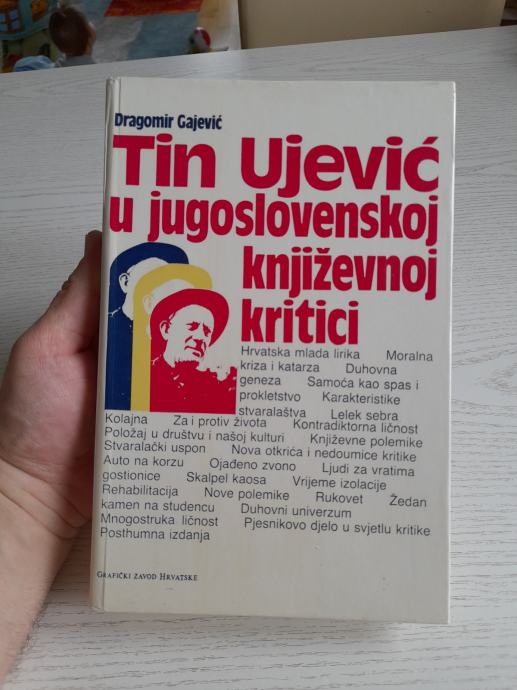 Dragomir Gajević
Tin Ujević
u jugoslovenskoj
književnoj
kritici
Hrvatska mlada lirika Moralna
kriza i katarza Duhovna
geneza Samoća kao spas i
prokletstvo Karakteristike
stvaralaštva Lelek sebra
Kolajna Za i protiv života Kontradiktorna ličnost
Položaj u društvu i našoj kulturi Književne polemike
Stvaralački uspon Nova otkrića i nedoumice kritike
Auto na korzu Ojađeno zvono Ljudi za vratima
gostionice Skalpel kaosa Vrijeme izolacije
Rehabilitacija Nove polemike Rukovet Žedan
kamen na studencu Duhovni univerzum
Mnogostruka ličnost Pjesnikovo djelo u svjetlu kritike
Posthumna izdanja
GRAFIČKI ZAVOD HRVATSKE